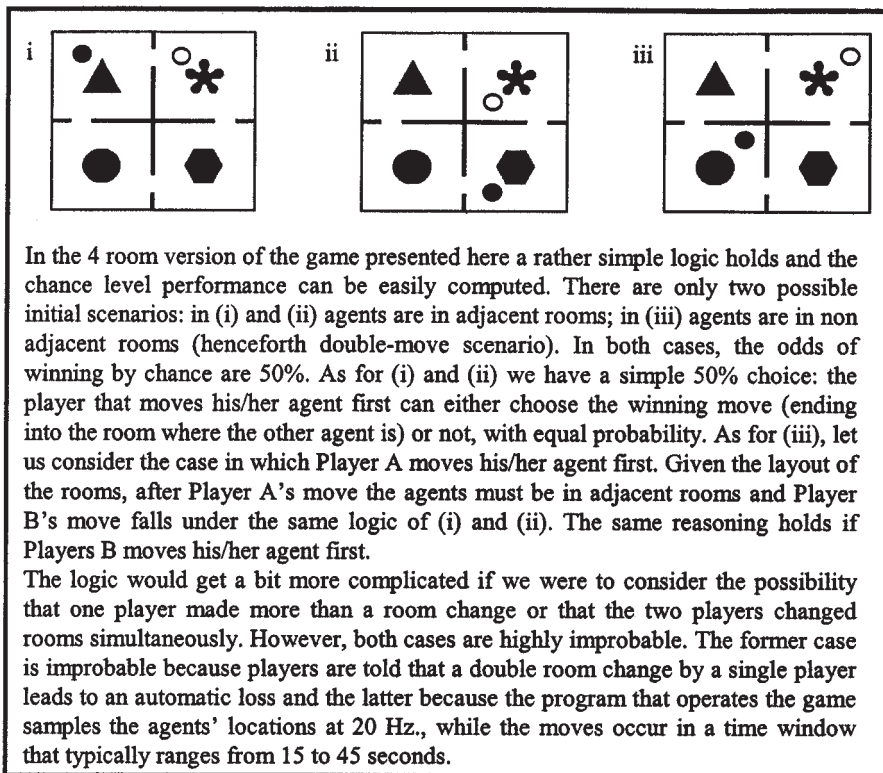 i ii iii
In the 4 room version of the game presented here a rather simple logic holds and the
chance level performance can be easily computed. There are only two possible
initial scenarios: in (i) and (ii) agents are in adjacent rooms; in (iii) agents are in non
adjacent rooms (henceforth double-move scenario). In both cases, the odds of
winning by chance are 50%. As for (i) and (ii) we have a simple 50% choice: the
player that moves his/her agent first can either choose the winning move (ending
into the room where the other agent is) or not, with equal probability. As for (iii), let
us consider the case in which Player A moves his/her agent first. Given the layout of
the rooms, after Player A's move the agents must be in adjacent rooms and Player
B's move falls under the same logic of (i) and (ii). The same reasoning holds if
Players B moves his/her agent first.
The logic would get a bit more complicated if we were to consider the possibility
that one player made more than a room change or that the two players changed
rooms simultaneously. However, both cases are highly improbable. The former case
is improbable because players are told that a double room change by a single player
leads to an automatic loss and the latter because the program that operates the game
samples the agents' locations at 20 Hz., while the moves occur in a time window
that typically ranges from 15 to 45 seconds.